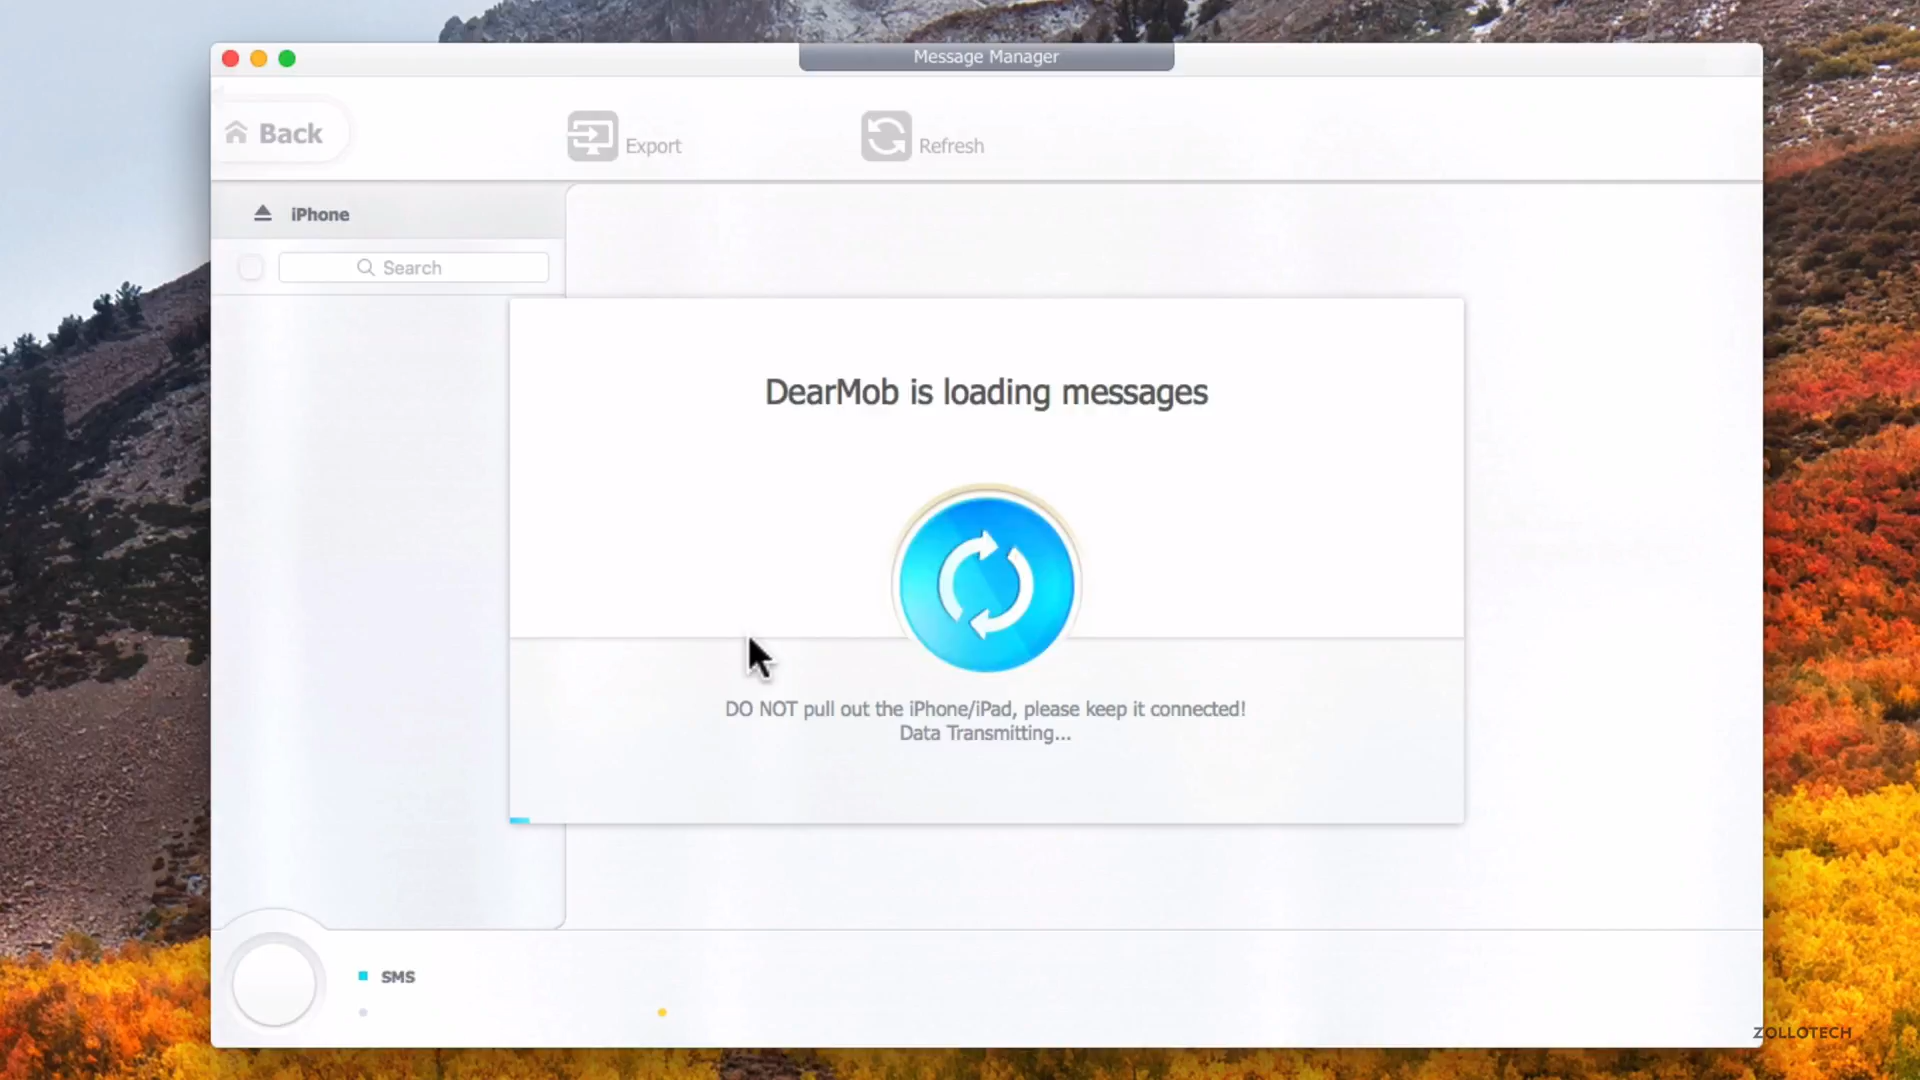 Message Manager
Back
Export
Refresh
iPhone
Search
DearMob is loading messages
DO NOT pull out the iPhone/iPad, please keep it connected!
Data Transmitting...
SMS
ZOLLOTECH